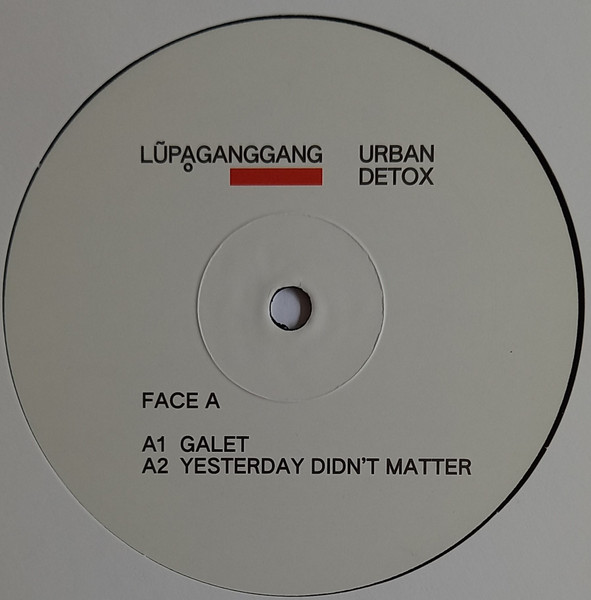 LŨPḀGANGGANG
URBAN
DETOX
FACE A
A1 GALET
A2 YESTERDAY DIDN'T MATTER